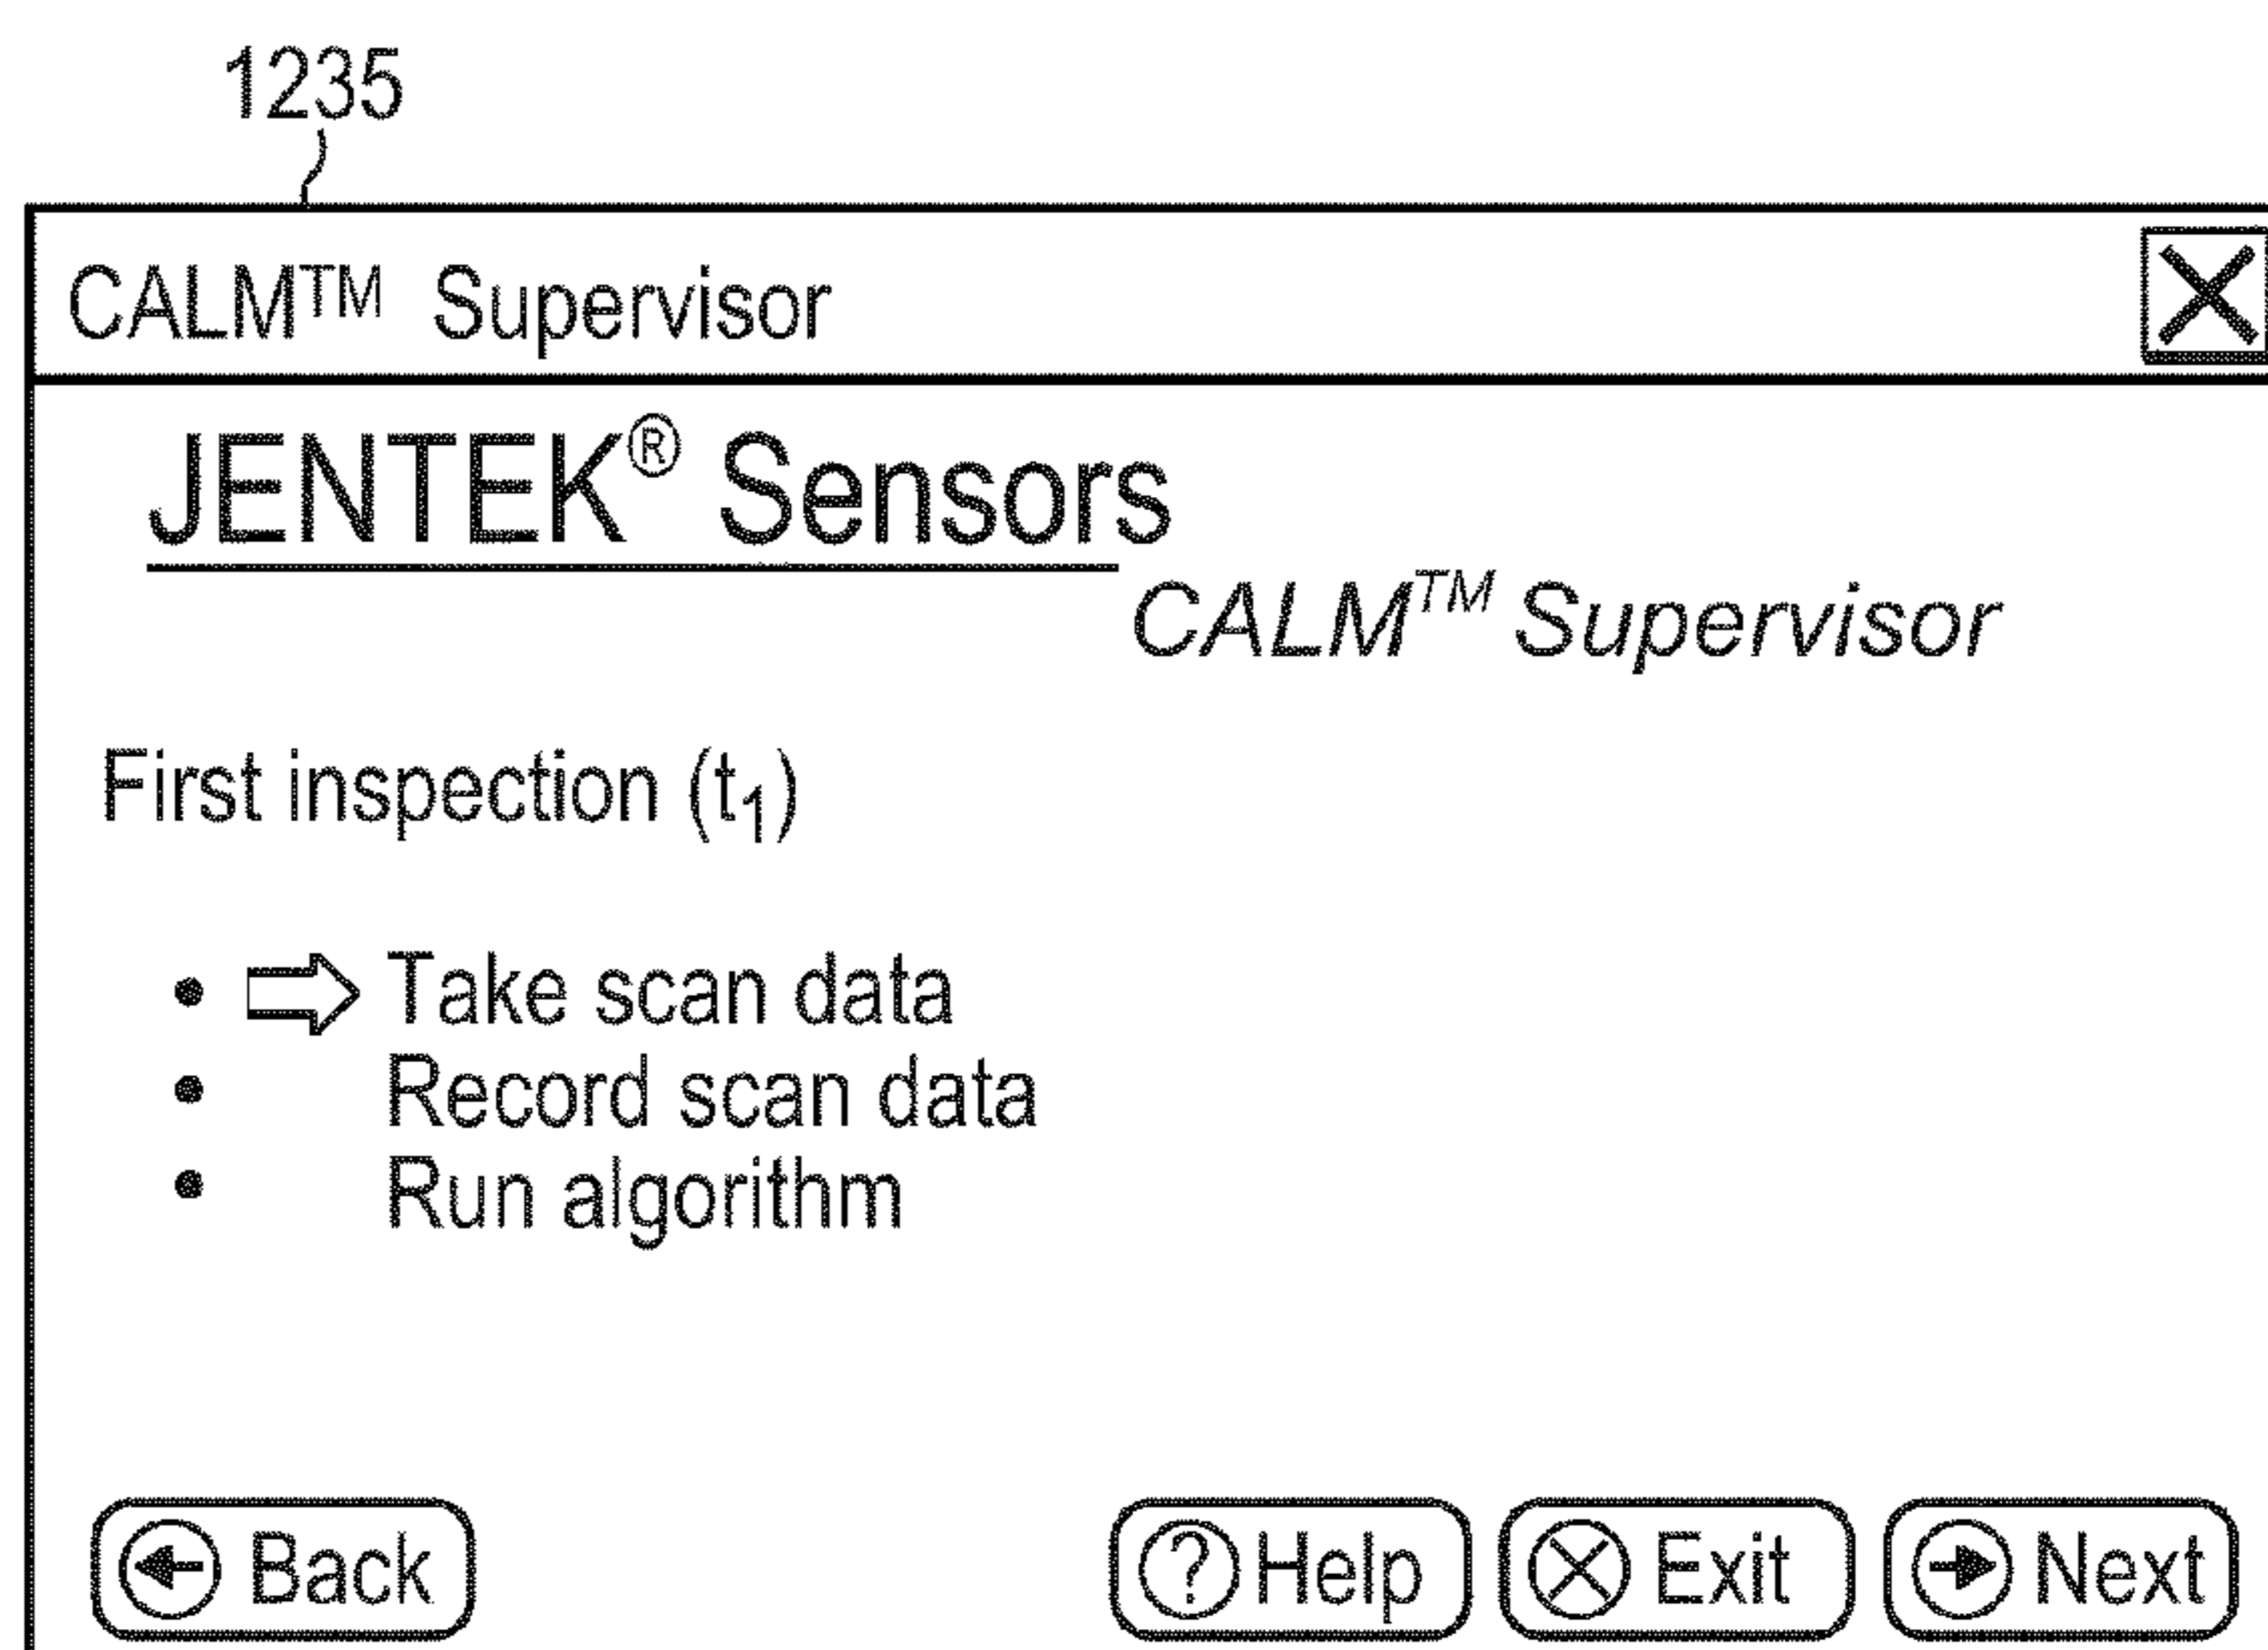 1235
CALM™ Supervisor
JENTEK® Sensors
CALM™ Supervisor
First inspection (t₁)
• Take scan data
• Record scan data
• Run algorithm
Back
? Help
Exit
Next